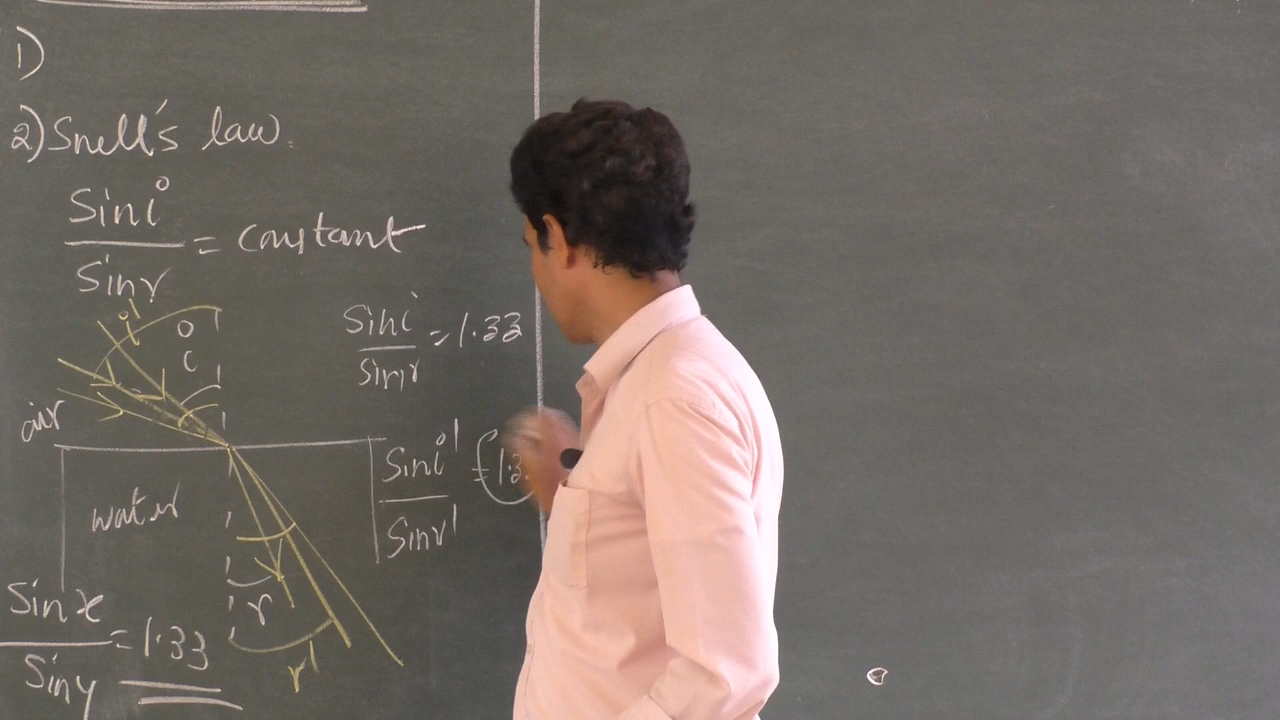 1)
2) Snell's law.
Sin i
Sin r
= constant
i'
i
air
water
r
r'
Sin i
Sin r
= 1.33
Sin i'
Sin r'
= 1.3
Sin x
Sin y
= 1.33